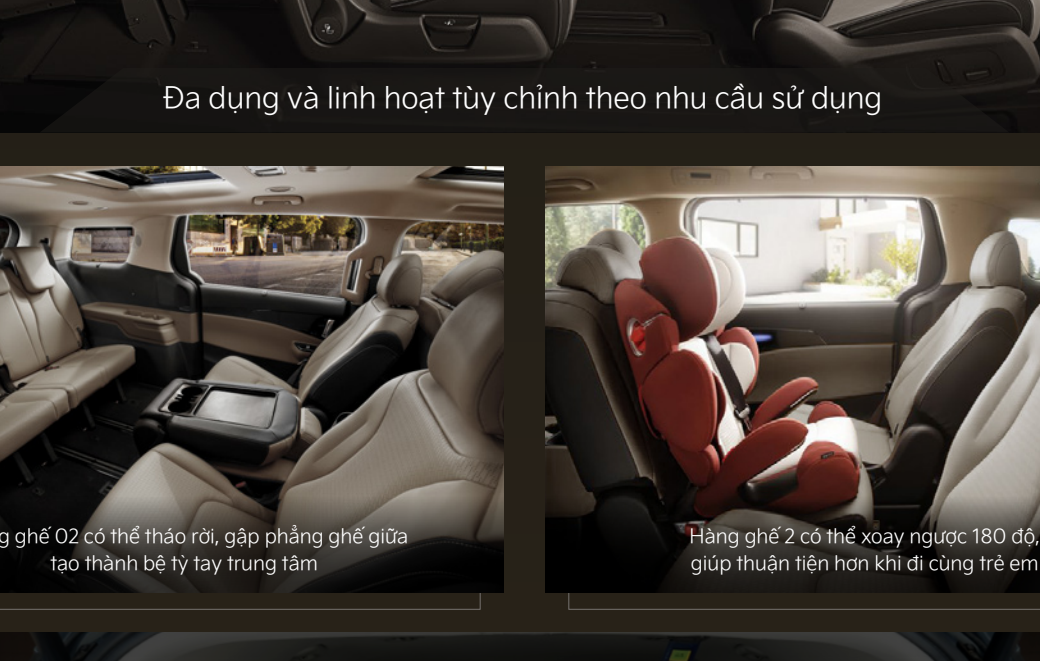 Đa dụng và linh hoạt tùy chỉnh theo nhu cầu sử dụng
ghế 02 có thể tháo rời, gập phẳng ghế giữa
tạo thành bệ tỳ tay trung tâm
Hàng ghế 2 có thể xoay ngược 180 độ,
giúp thuận tiện hơn khi đi cùng trẻ em